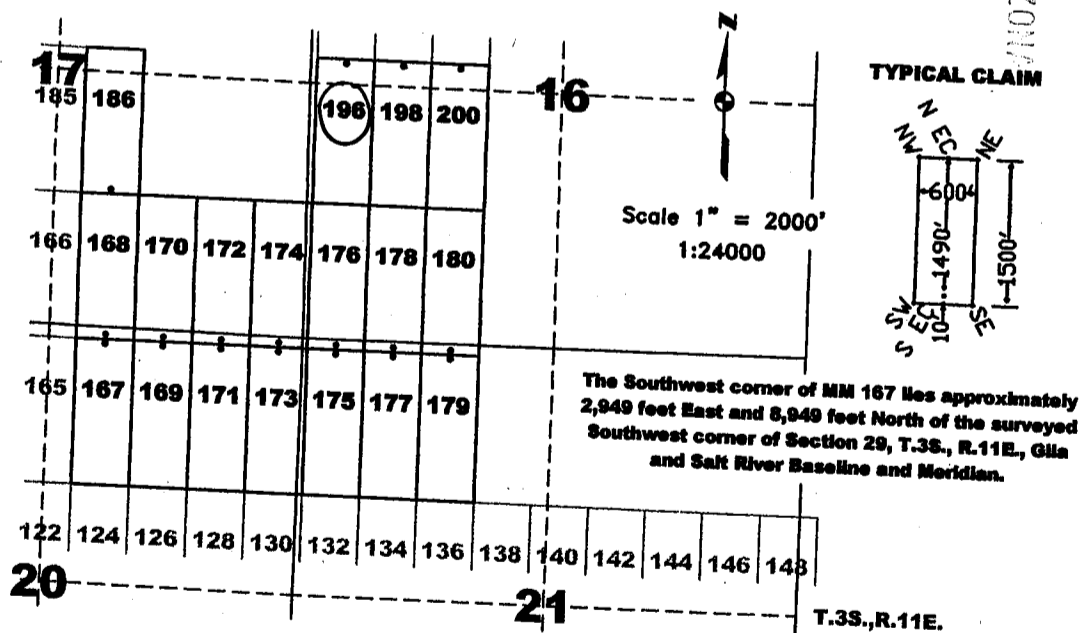 17
185 186
196 198 200
16
N
TYPICAL CLAIM
N EC
NW NE
600'
1490'
1500'
10'
SW SE
S EC
Scale 1" = 2000'
1:24000
166 168 170 172 174 176 178 180
165 167 169 171 173 175 177 179
The Southwest corner of MM 167 lies approximately
2,949 feet East and 8,949 feet North of the surveyed
Southwest corner of Section 29, T.3S., R.11E., Gila
and Salt River Baseline and Meridian.
122 124 126 128 130 132 134 136 138 140 142 144 146 148
20
21
T.3S.,R.11E.